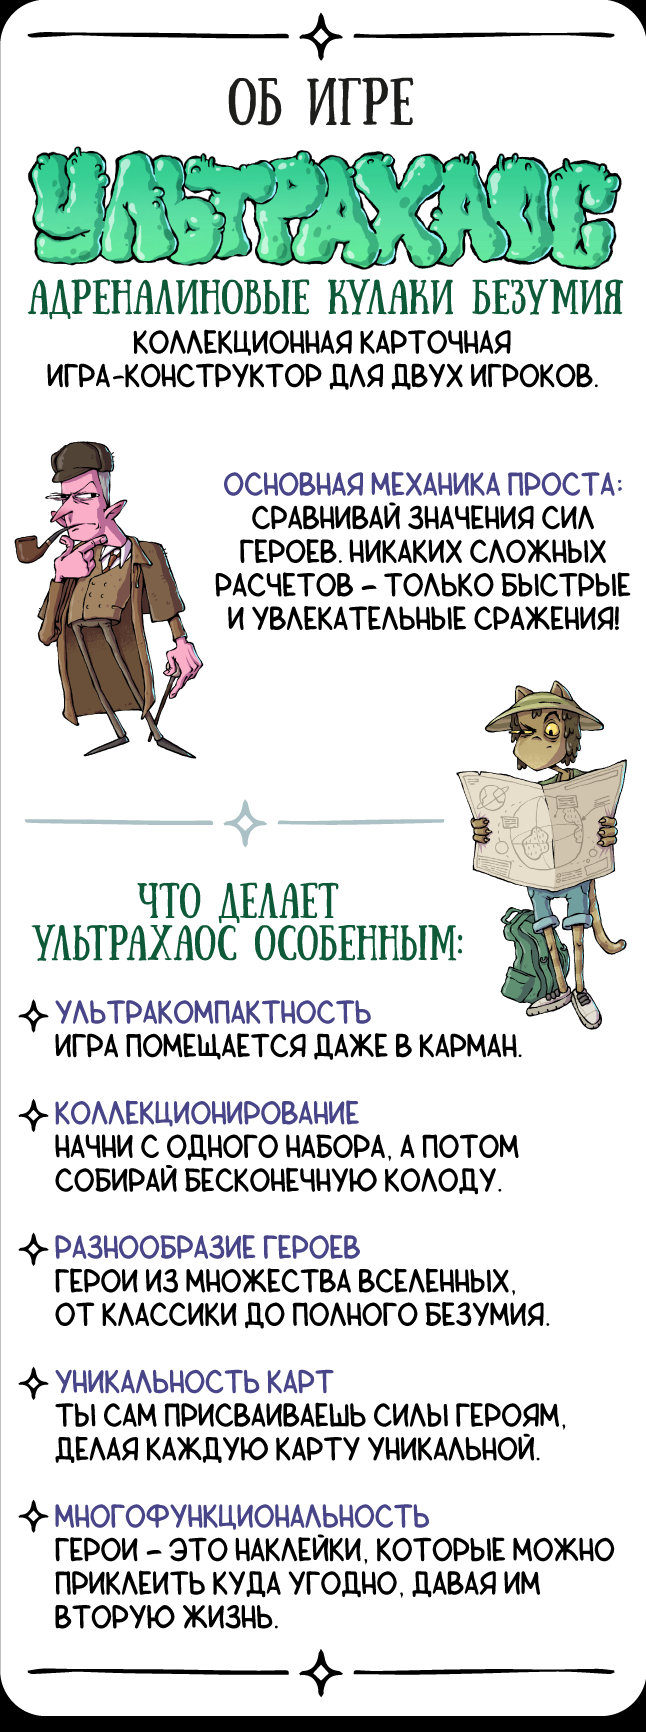 ОБ ИГРЕ
УЛЬТРАХАОС
АДРЕНАЛИНОВЫЕ КУЛАКИ БЕЗУМИЯ
КОЛЛЕКЦИОННАЯ КАРТОЧНАЯ
ИГРА-КОНСТРУКТОР ДЛЯ ДВУХ ИГРОКОВ.
ОСНОВНАЯ МЕХАНИКА ПРОСТА:
СРАВНИВАЙ ЗНАЧЕНИЯ СИЛ
ГЕРОЕВ. НИКАКИХ СЛОЖНЫХ
РАСЧЕТОВ – ТОЛЬКО БЫСТРЫЕ
И УВЛЕКАТЕЛЬНЫЕ СРАЖЕНИЯ!
ЧТО ДЕЛАЕТ
УЛЬТРАХАОС ОСОБЕННЫМ:
УЛЬТРАКОМПАКТНОСТЬ
ИГРА ПОМЕЩАЕТСЯ ДАЖЕ В КАРМАН.
КОЛЛЕКЦИОНИРОВАНИЕ
НАЧНИ С ОДНОГО НАБОРА, А ПОТОМ
СОБИРАЙ БЕСКОНЕЧНУЮ КОЛОДУ.
РАЗНООБРАЗИЕ ГЕРОЕВ
ГЕРОИ ИЗ МНОЖЕСТВА ВСЕЛЕННЫХ,
ОТ КЛАССИКИ ДО ПОЛНОГО БЕЗУМИЯ.
УНИКАЛЬНОСТЬ КАРТ
ТЫ САМ ПРИСВАИВАЕШЬ СИЛЫ ГЕРОЯМ,
ДЕЛАЯ КАЖДУЮ КАРТУ УНИКАЛЬНОЙ.
МНОГОФУНКЦИОНАЛЬНОСТЬ
ГЕРОИ – ЭТО НАКЛЕЙКИ, КОТОРЫЕ МОЖНО
ПРИКЛЕИТЬ КУДА УГОДНО, ДАВАЯ ИМ
ВТОРУЮ ЖИЗНЬ.